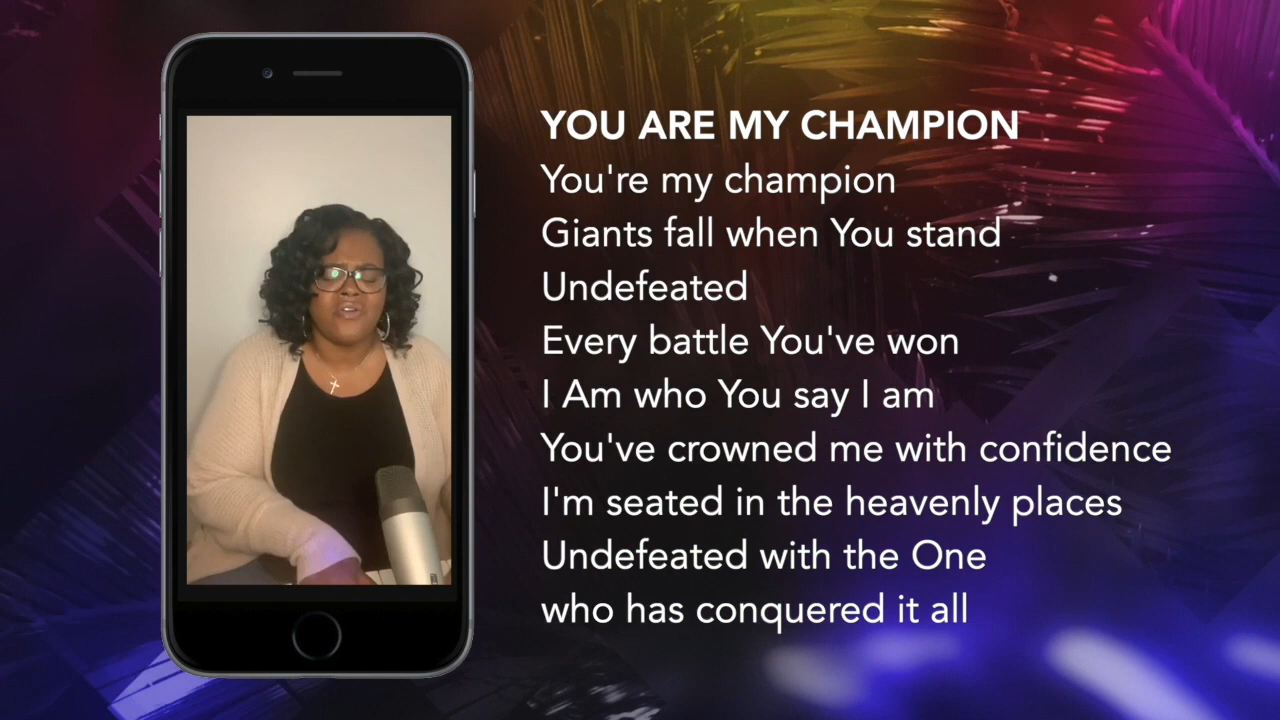 YOU ARE MY CHAMPION
You're my champion
Giants fall when You stand
Undefeated
Every battle You've won
I Am who You say I am
You've crowned me with confidence
I'm seated in the heavenly places
Undefeated with the One
who has conquered it all